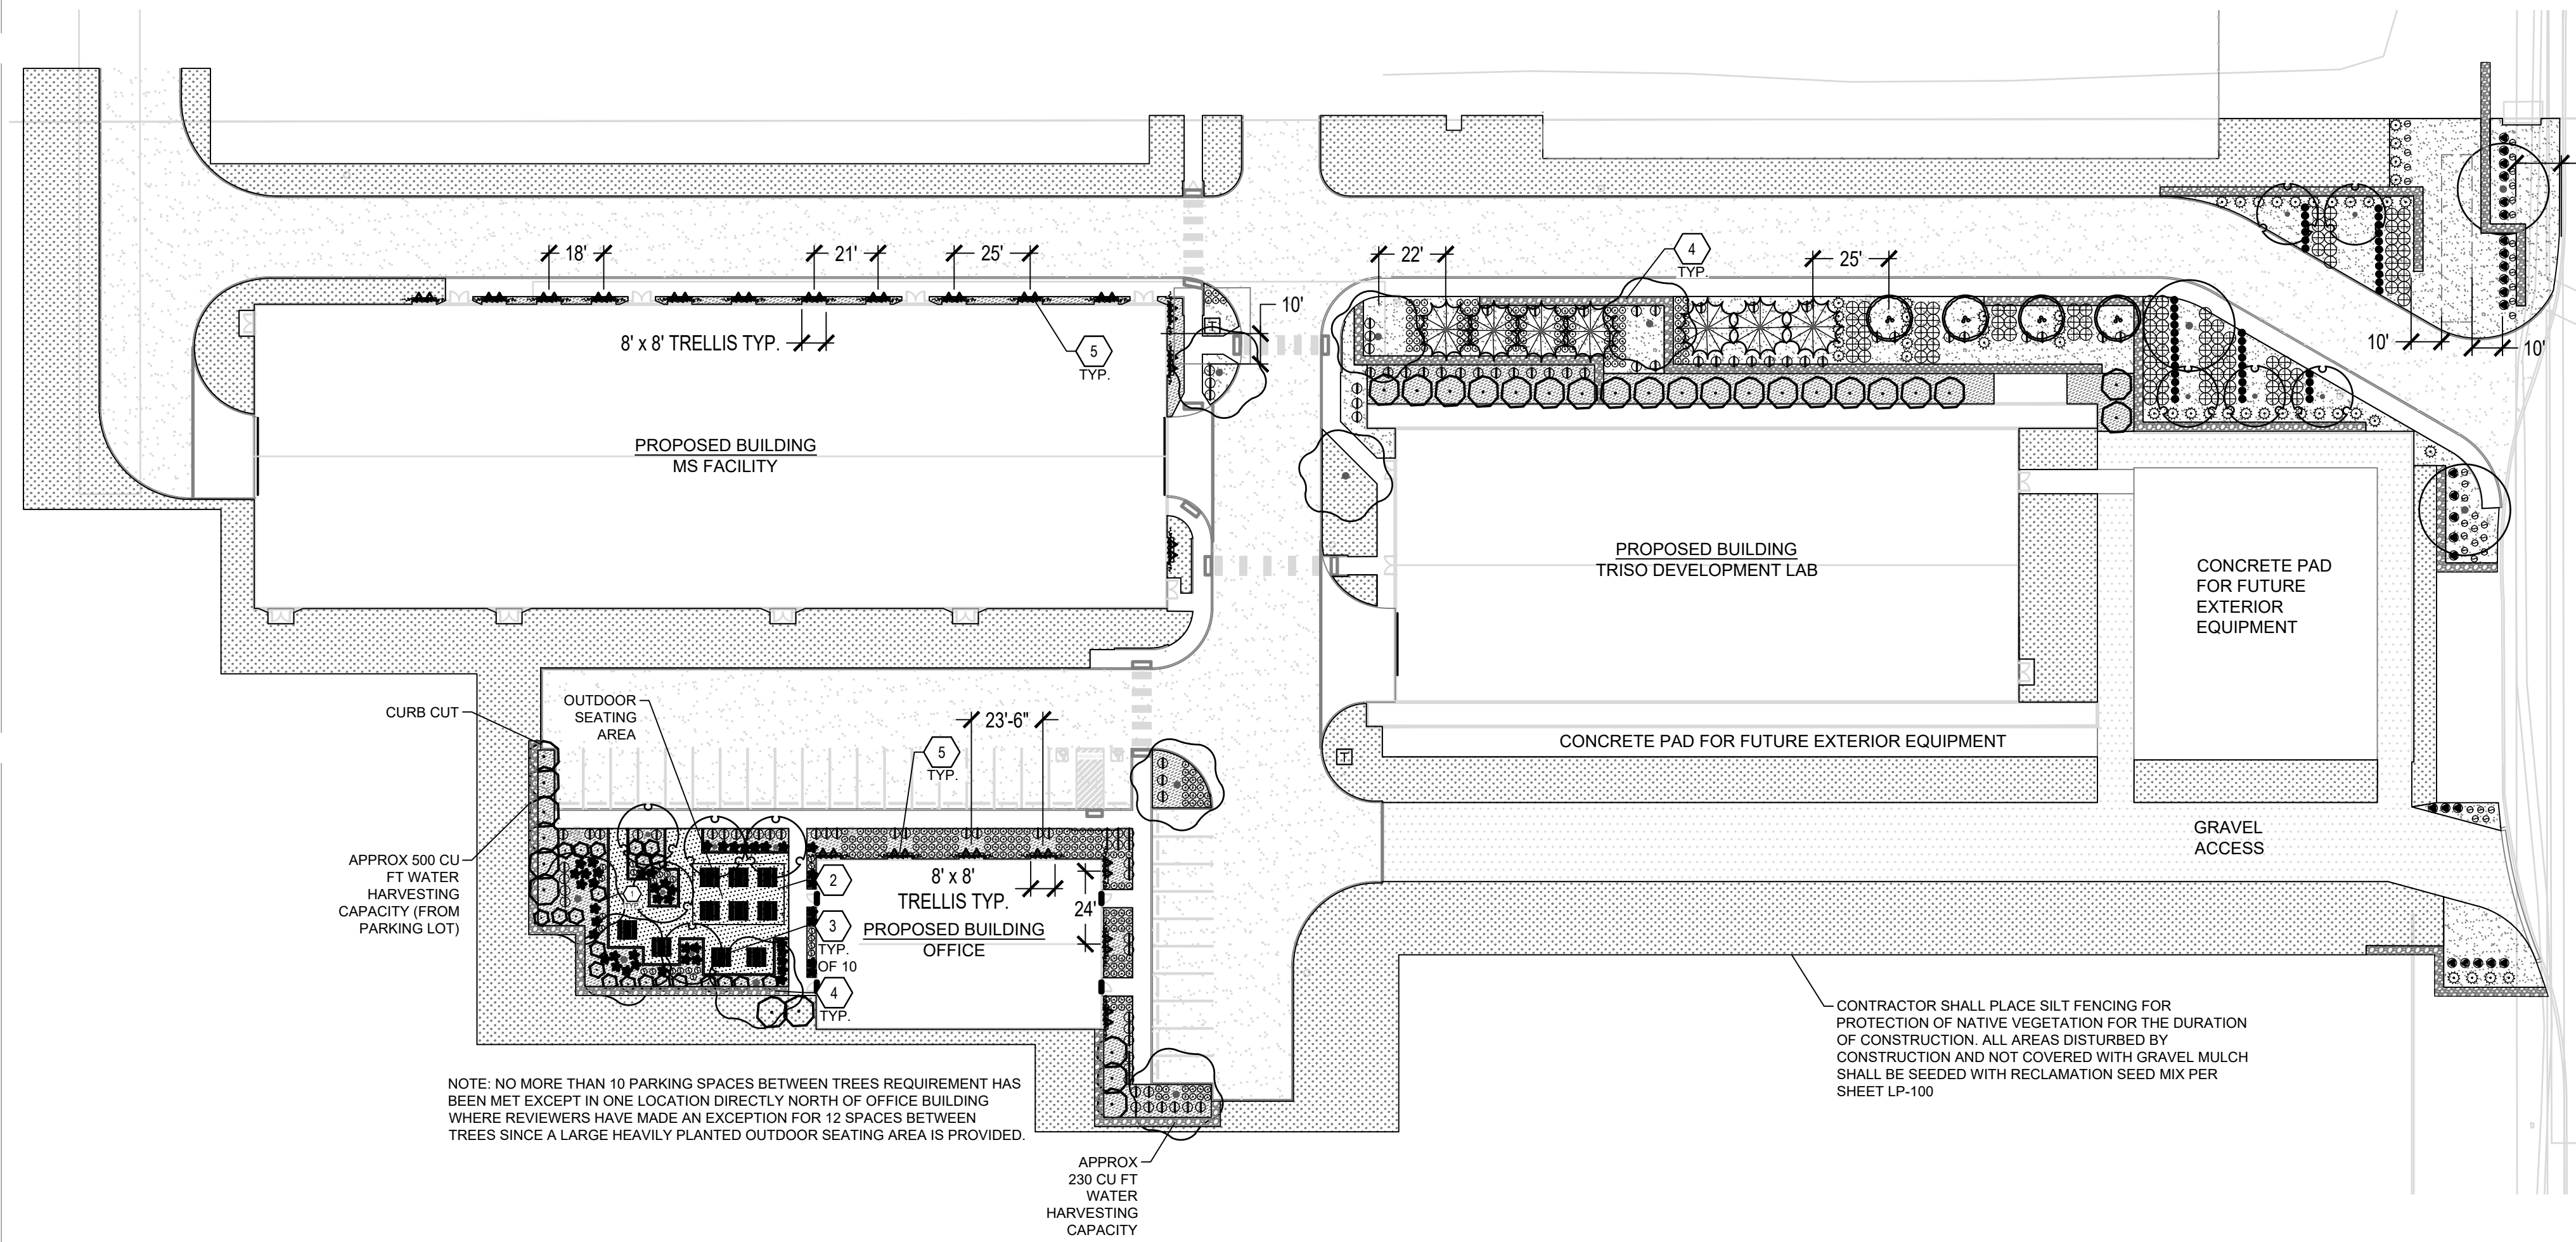 18'
21'
25'
22'
4
TYP.
25'
10'
8' x 8' TRELLIS TYP.
5
TYP.
T
10'
10'
PROPOSED BUILDING
MS FACILITY
PROPOSED BUILDING
TRISO DEVELOPMENT LAB
CONCRETE PAD
FOR FUTURE
EXTERIOR
EQUIPMENT
CURB CUT
OUTDOOR
SEATING
AREA
23'-6"
5
TYP.
CONCRETE PAD FOR FUTURE EXTERIOR EQUIPMENT
T
GRAVEL
ACCESS
APPROX 500 CU
FT WATER
HARVESTING
CAPACITY (FROM
PARKING LOT)
1
TYP.
2
3
TYP.
OF 10
4
TYP.
8' x 8'
TRELLIS TYP.
24'
PROPOSED BUILDING
OFFICE
CONTRACTOR SHALL PLACE SILT FENCING FOR
PROTECTION OF NATIVE VEGETATION FOR THE DURATION
OF CONSTRUCTION. ALL AREAS DISTURBED BY
CONSTRUCTION AND NOT COVERED WITH GRAVEL MULCH
SHALL BE SEEDED WITH RECLAMATION SEED MIX PER
SHEET LP-100
NOTE: NO MORE THAN 10 PARKING SPACES BETWEEN TREES REQUIREMENT HAS
BEEN MET EXCEPT IN ONE LOCATION DIRECTLY NORTH OF OFFICE BUILDING
WHERE REVIEWERS HAVE MADE AN EXCEPTION FOR 12 SPACES BETWEEN
TREES SINCE A LARGE HEAVILY PLANTED OUTDOOR SEATING AREA IS PROVIDED.
APPROX
230 CU FT
WATER
HARVESTING
CAPACITY